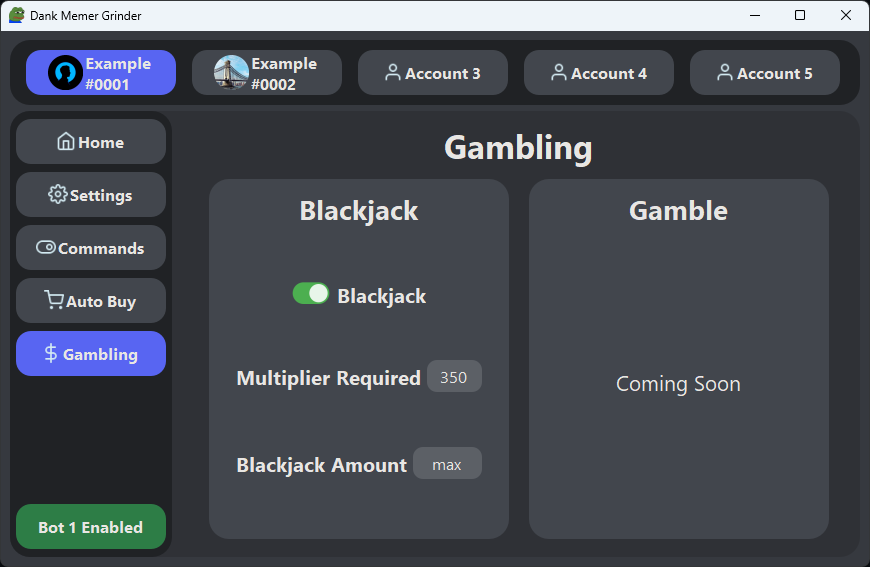 Dank Memer Grinder
Example
#0001
Example
#0002
Account 3
Account 4
Account 5
Home
Settings
Commands
Auto Buy
Gambling
Bot 1 Enabled
Gambling
Blackjack
Blackjack
Multiplier Required 350
Blackjack Amount max
Gamble
Coming Soon